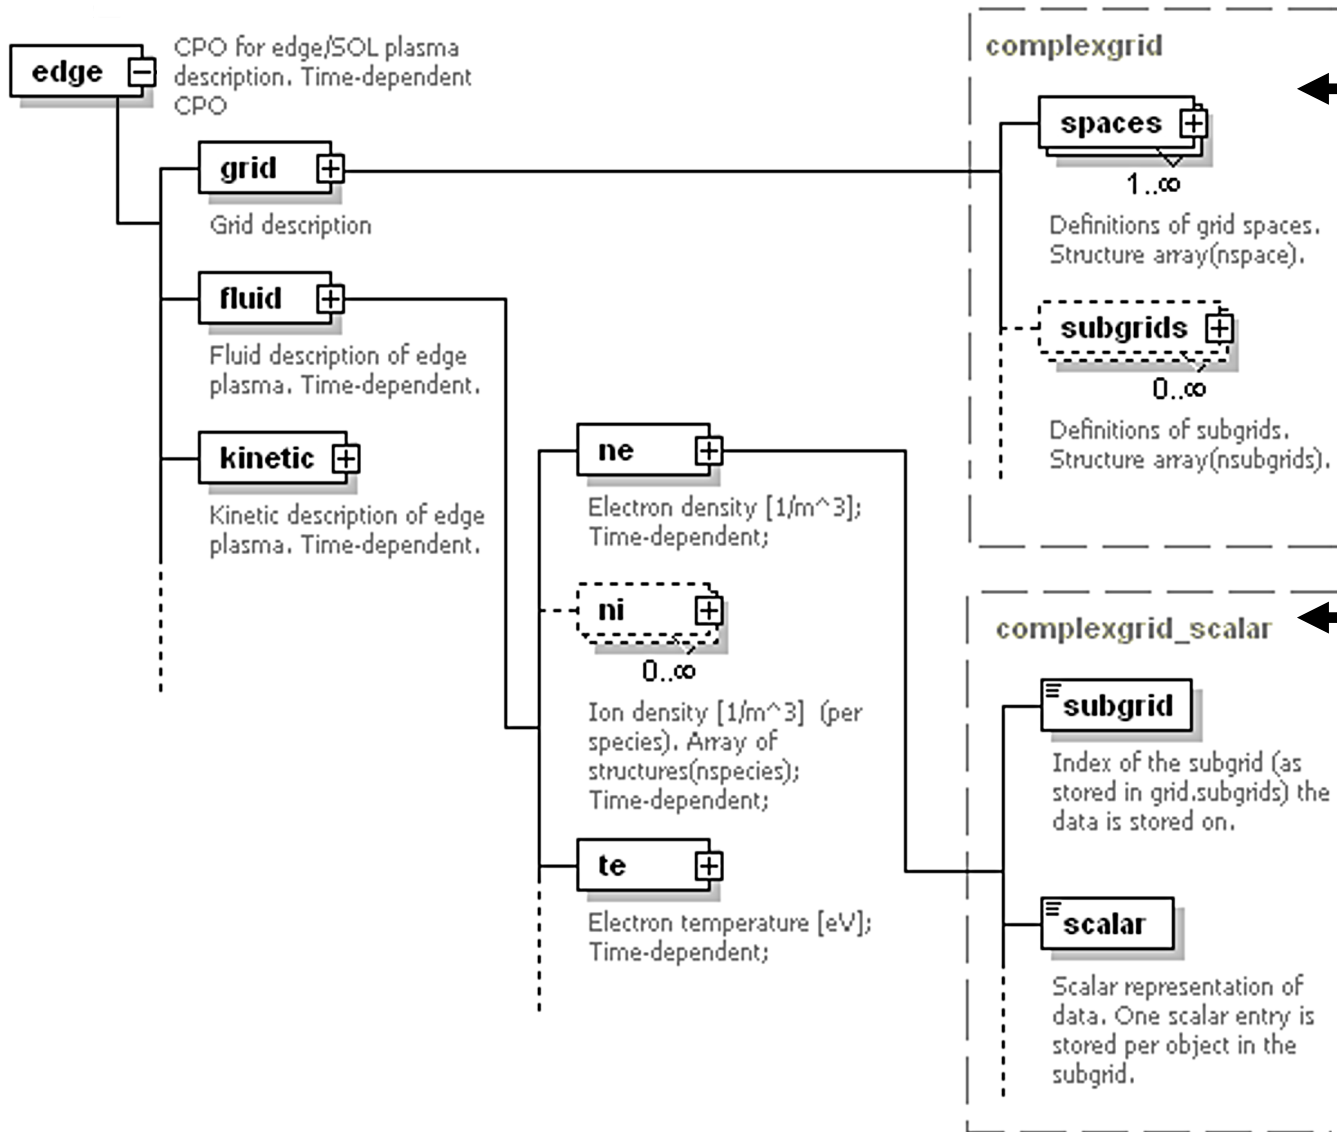 edge
CPO for edge/SOL plasma
description. Time-dependent
CPO
grid
Grid description
fluid
Fluid description of edge
plasma. Time-dependent.
kinetic
Kinetic description of edge
plasma. Time-dependent.
ne
Electron density [1/m^3];
Time-dependent;
ni
0..∞
Ion density [1/m^3] (per
species). Array of
structures(nspecies);
Time-dependent;
te
Electron temperature [eV];
Time-dependent;
complexgrid
spaces
1..∞
Definitions of grid spaces.
Structure array(nspace).
subgrids
0..∞
Definitions of subgrids.
Structure array(nsubgrids).
complexgrid_scalar
subgrid
Index of the subgrid (as
stored in grid.subgrids) the
data is stored on.
scalar
Scalar representation of
data. One scalar entry is
stored per object in the
subgrid.